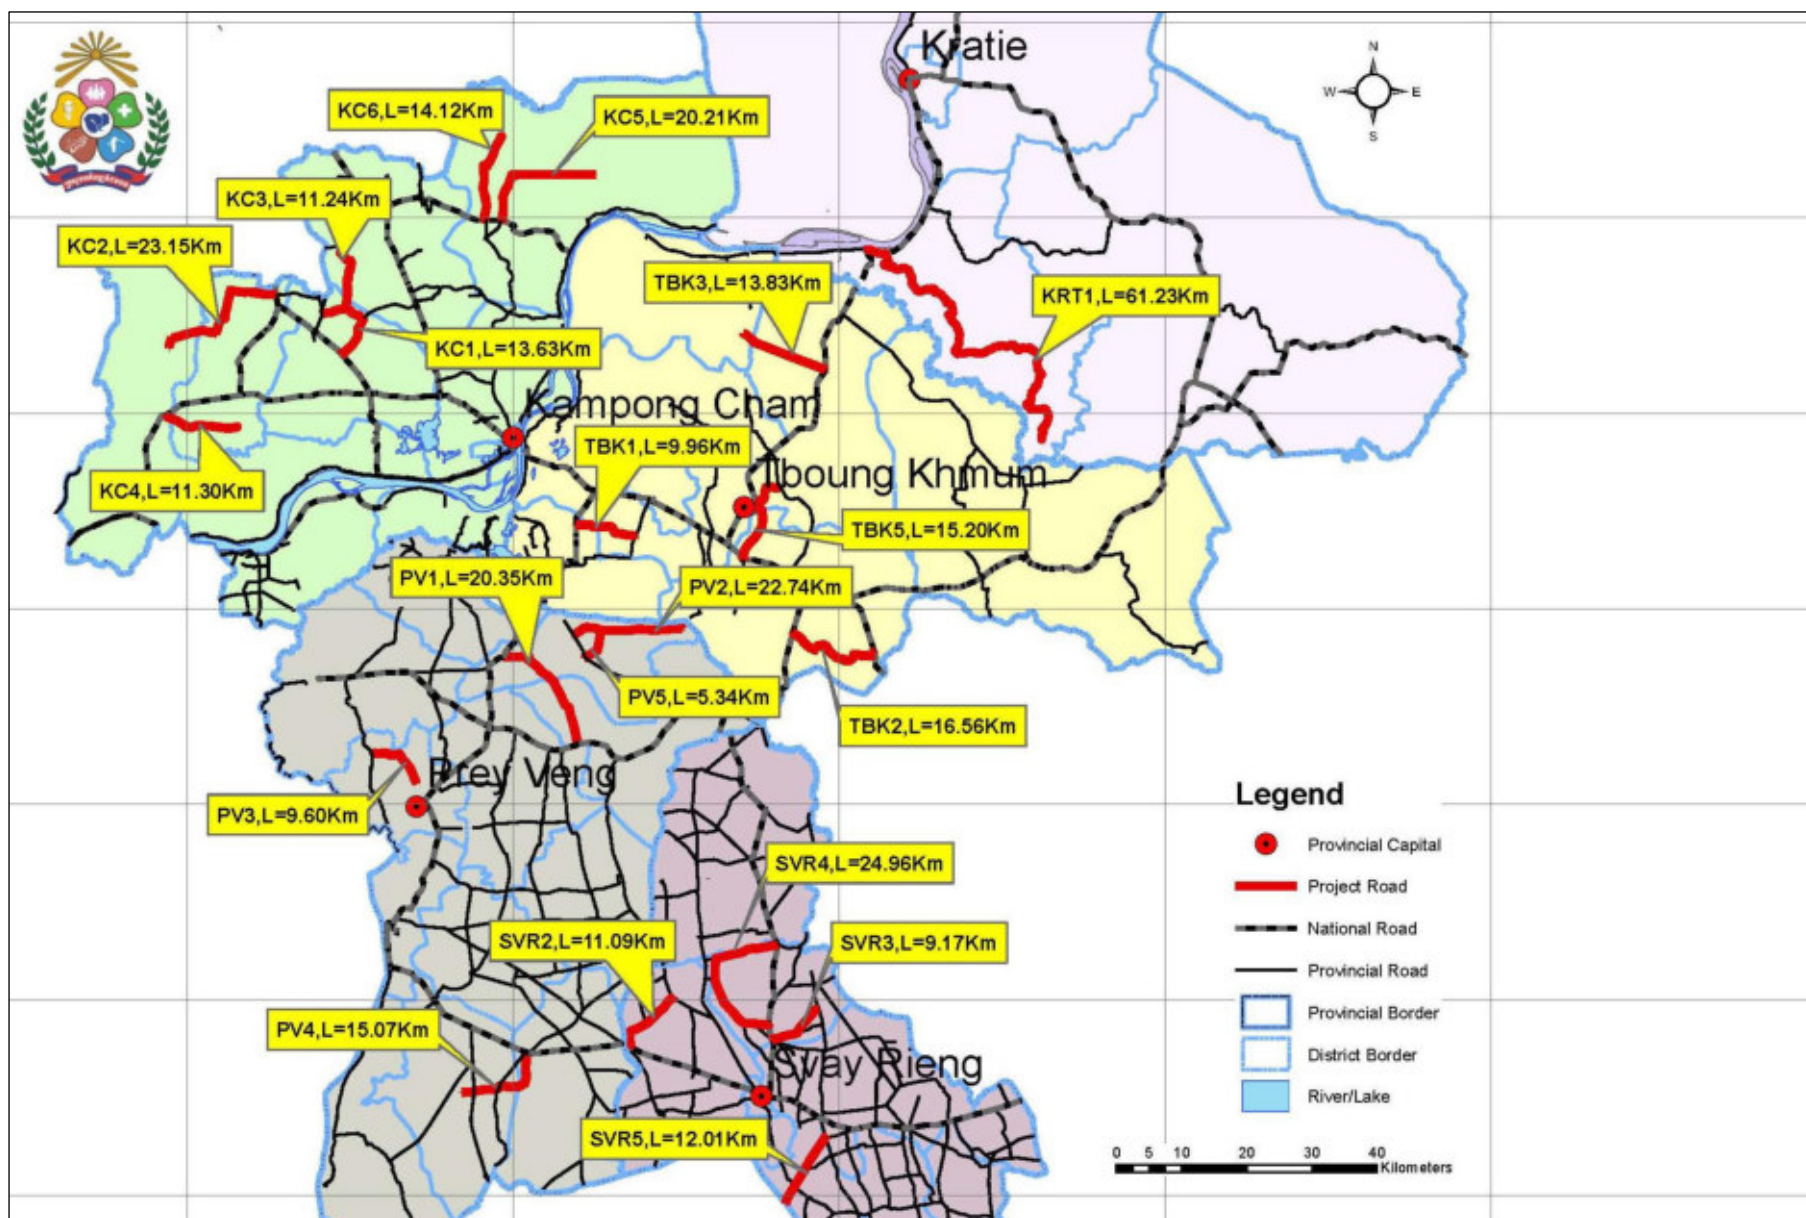 Kratie
N
W
E
S
KC6,L=14.12Km
KC5,L=20.21Km
KC3,L=11.24Km
KC2,L=23.15Km
TBK3,L=13.83Km
KRT1,L=61.23Km
KC1,L=13.63Km
Kampong Cham
TBK1,L=9.96Km
Tboung Khmum
KC4,L=11.30Km
TBK5,L=15.20Km
PV1,L=20.35Km
PV2,L=22.74Km
PV5,L=5.34Km
TBK2,L=16.56Km
Prey Veng
PV3,L=9.60Km
SVR4,L=24.96Km
SVR2,L=11.09Km
SVR3,L=9.17Km
PV4,L=15.07Km
Svay Rieng
SVR5,L=12.01Km
Legend
Provincial Capital
Project Road
National Road
Provincial Road
Provincial Border
District Border
River/Lake
0 5 10 20 30 40
Kilometers